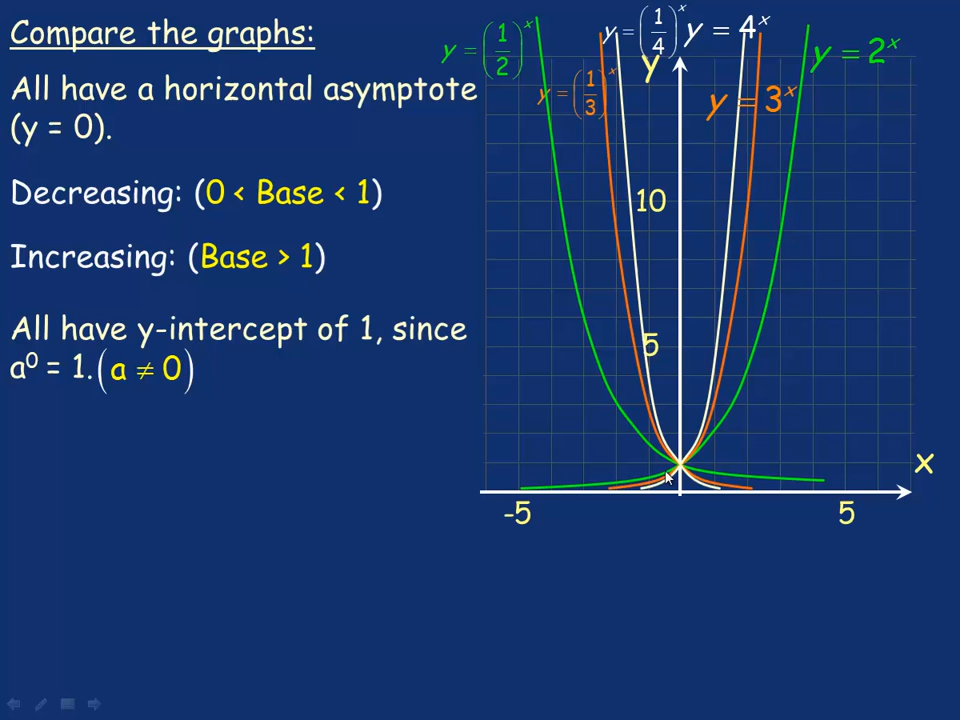 Compare the graphs:
All have a horizontal asymptote
(y = 0).
Decreasing: (0 < Base < 1)
Increasing: (Base > 1)
All have y-intercept of 1, since
a⁰ = 1. (a ≠ 0)
y = (1/2)ˣ
y = (1/4)ˣ
y = 4ˣ
y = 2ˣ
y = (1/3)ˣ
y
y = 3ˣ
10
5
x
-5
5